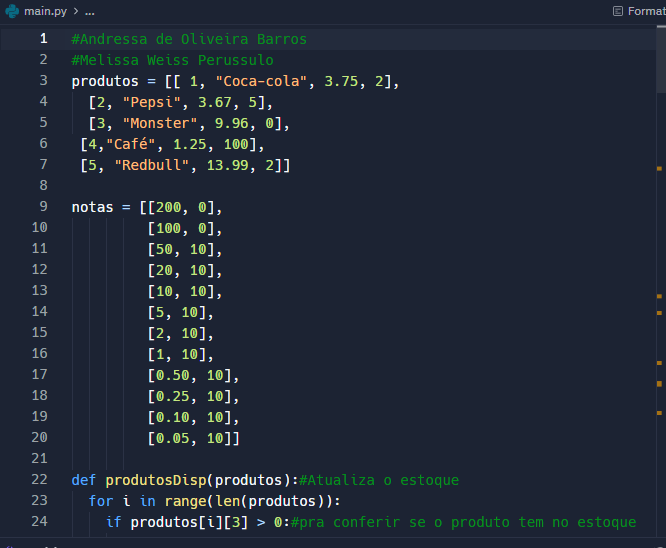 main.py > ...
Format
1 #Andressa de Oliveira Barros
2 #Melissa Weiss Perussulo
3 produtos = [[ 1, "Coca-cola", 3.75, 2],
4 [2, "Pepsi", 3.67, 5],
5 [3, "Monster", 9.96, 0],
6 [4,"Café", 1.25, 100],
7 [5, "Redbull", 13.99, 2]]
8
9 notas = [[200, 0],
10 [100, 0],
11 [50, 10],
12 [20, 10],
13 [10, 10],
14 [5, 10],
15 [2, 10],
16 [1, 10],
17 [0.50, 10],
18 [0.25, 10],
19 [0.10, 10],
20 [0.05, 10]]
21
22 def produtosDisp(produtos):#Atualiza o estoque
23 for i in range(len(produtos)):
24 if produtos[i][3] > 0:#pra conferir se o produto tem no estoque